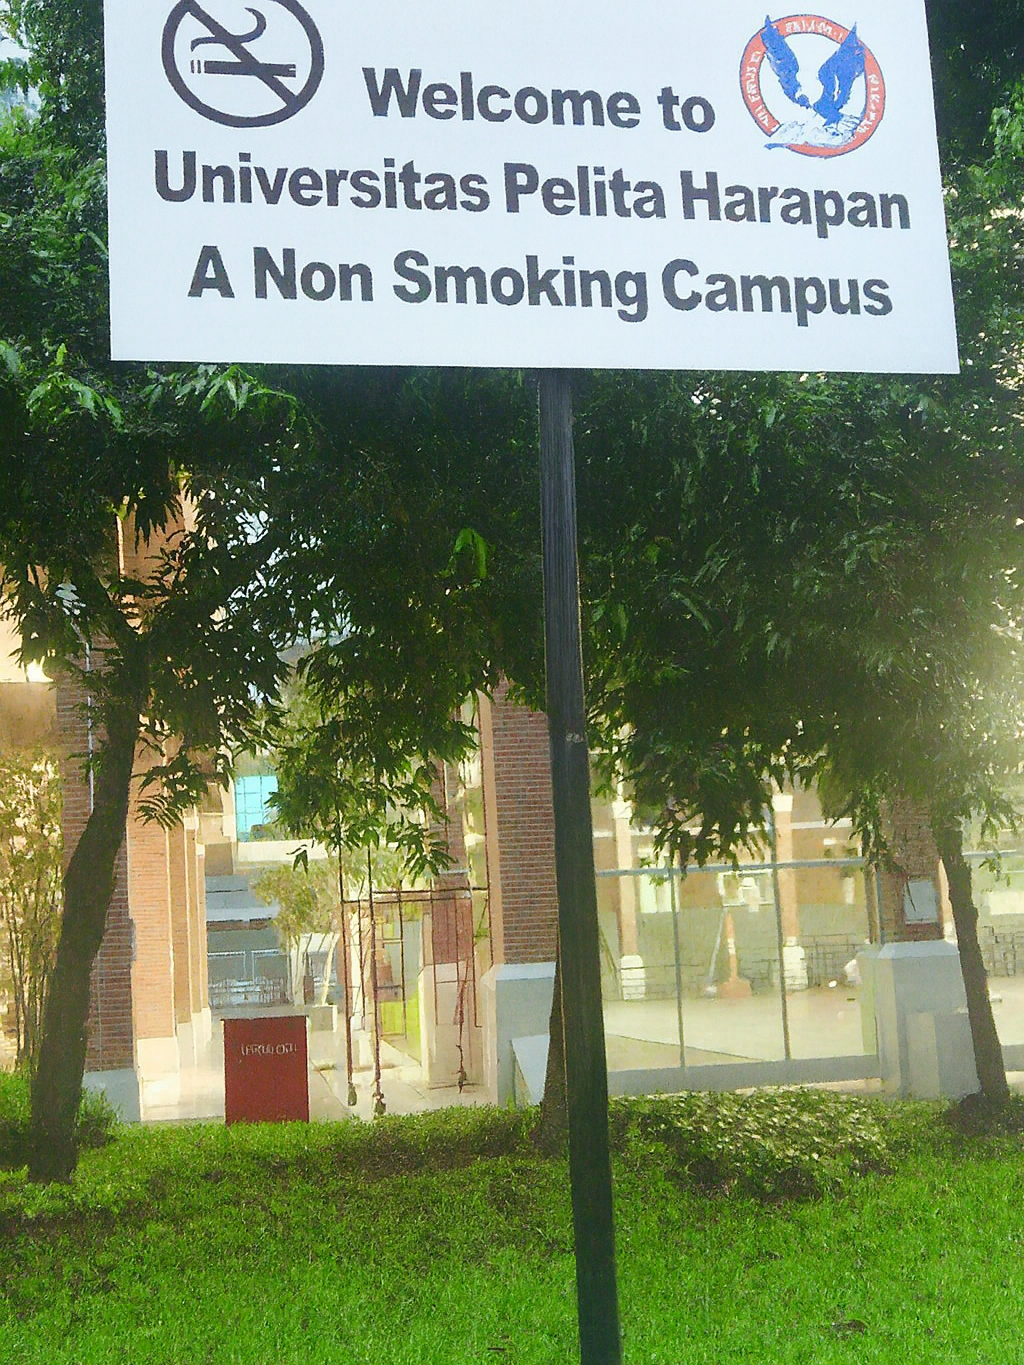 Welcome to
Universitas Pelita Harapan
A Non Smoking Campus